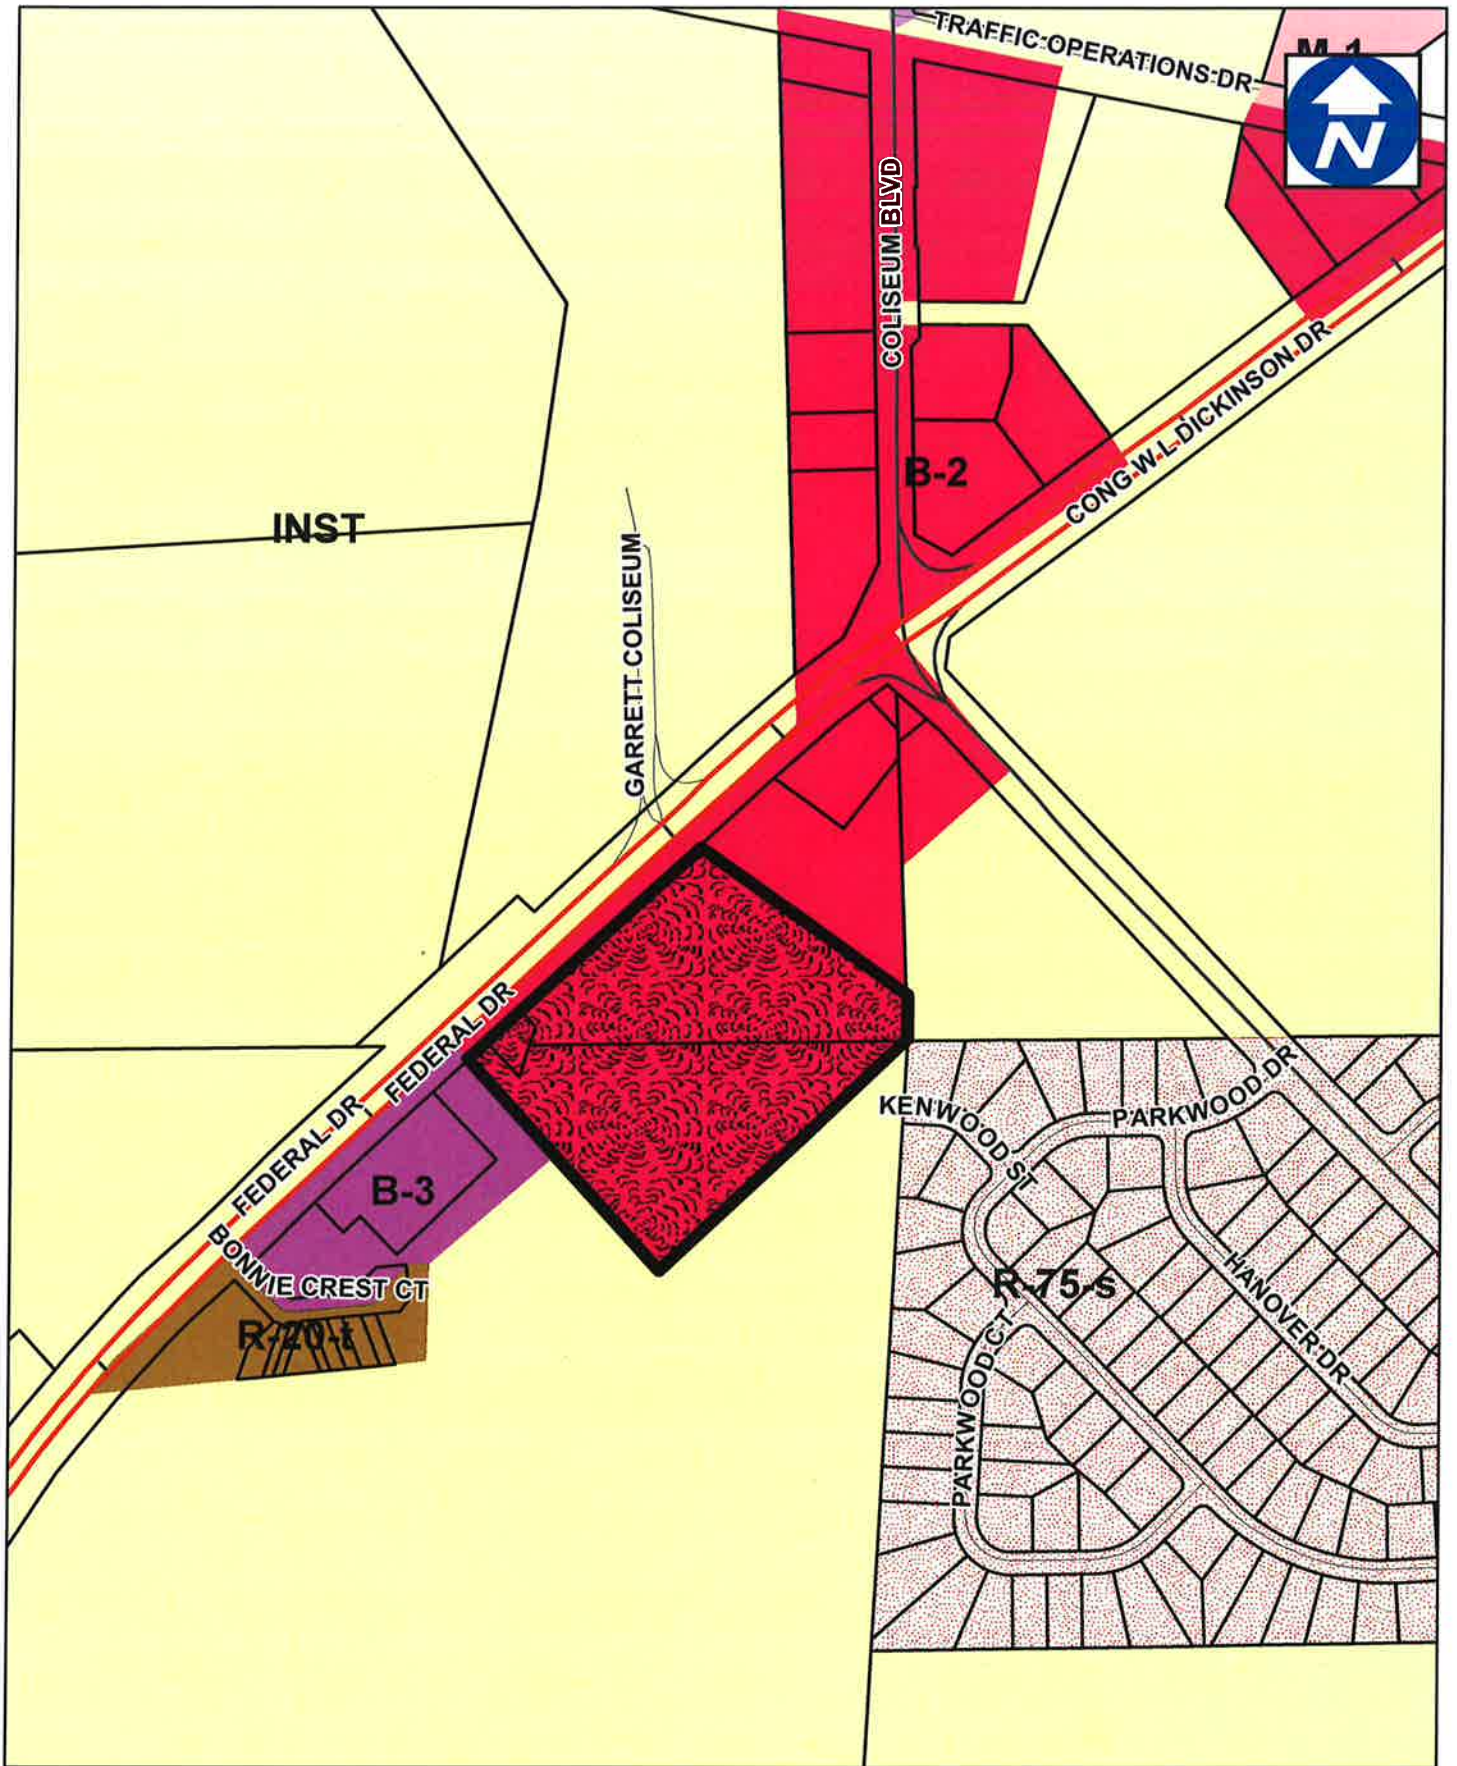 TRAFFIC OPERATIONS DR
M-1
N
COLISEUM BLVD
CONG W L DICKINSON DR
B-2
INST
GARRETT COLISEUM
FEDERAL DR
FEDERAL DR
KENWOOD ST
PARKWOOD DR
B-3
BONNIE CREST CT
R-20-t
R-75-s
HANOVER DR
PARKWOOD CT